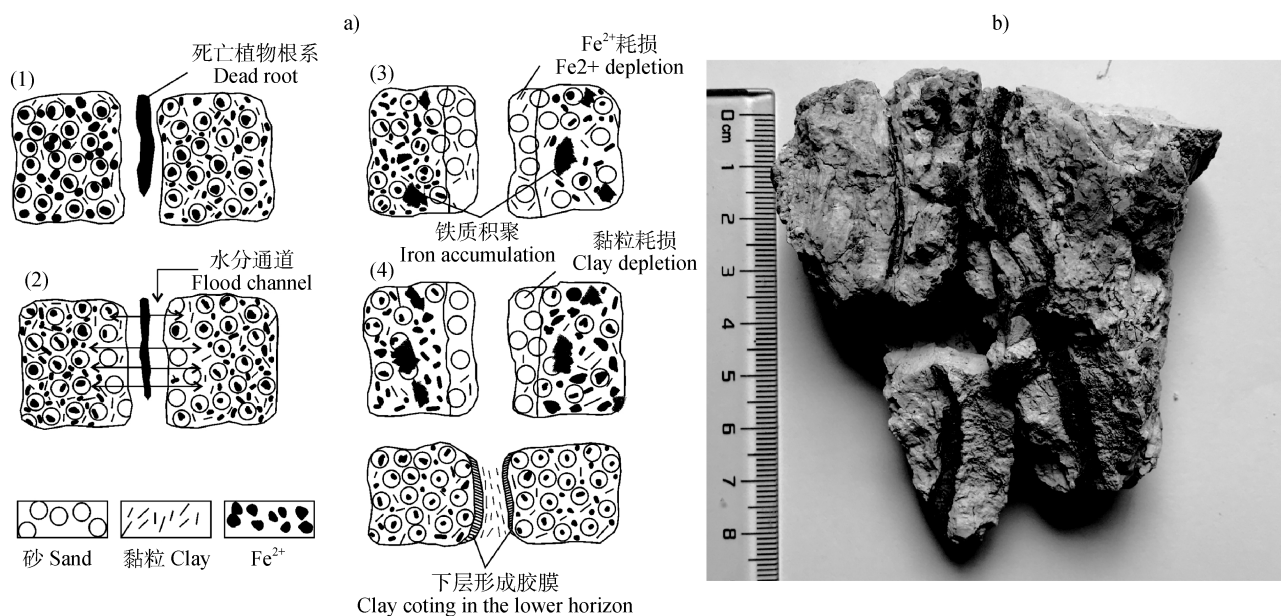 a)
b)
(1)
死亡植物根系
Dead root
(2)
水分通道
Flood channel
(3)
Fe²⁺耗损
Fe2+ depletion
铁质积聚
Iron accumulation
(4)
黏粒耗损
Clay depletion
下层形成胶膜
Clay coting in the lower horizon
砂 Sand
黏粒 Clay
Fe²⁺
0 cm
1
2
3
4
5
6
7
8